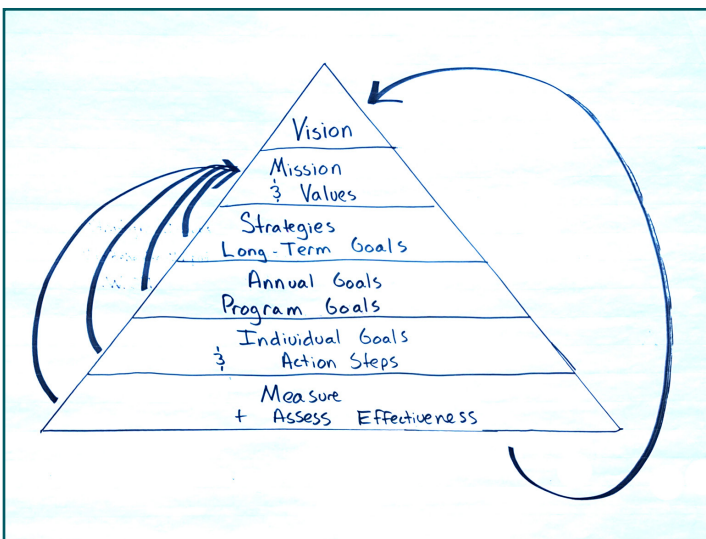 Vision
Mission
& Values
Strategies
Long-Term Goals
Annual Goals
Program Goals
Individual Goals
& Action Steps
Measure
+ Assess Effectiveness